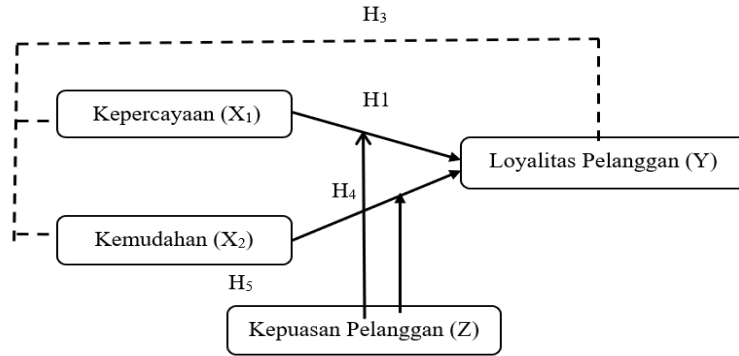 H₃
H1
Kepercayaan (X₁)
Loyalitas Pelanggan (Y)
H₄
Kemudahan (X₂)
H₅
Kepuasan Pelanggan (Z)